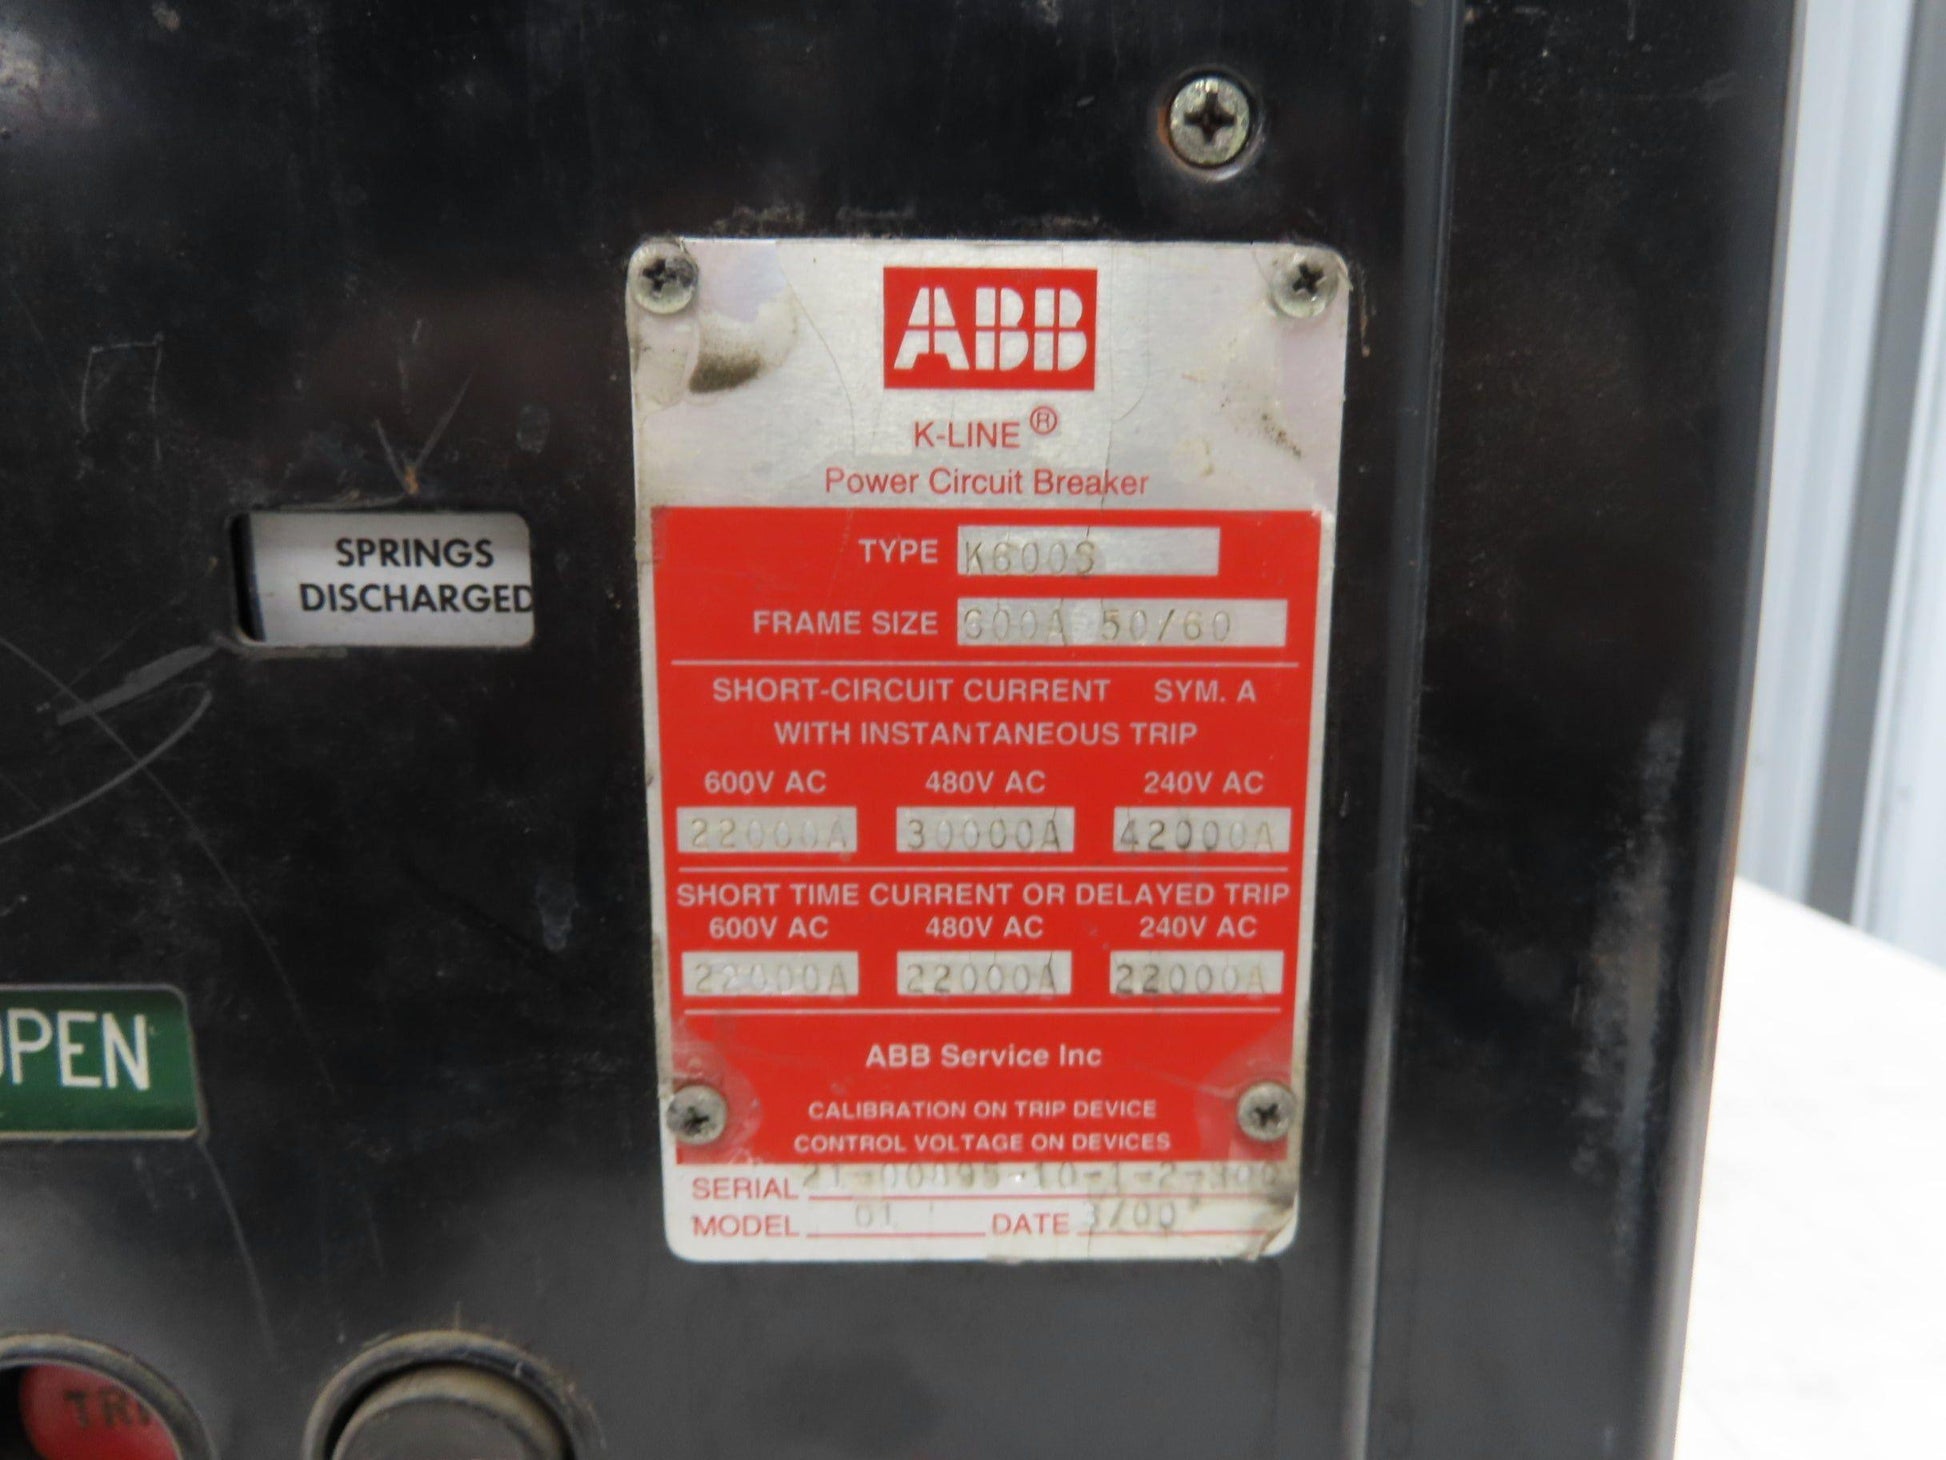 ABB
K-LINE ®
Power Circuit Breaker
TYPE K600S
FRAME SIZE 600A 50/60
SHORT-CIRCUIT CURRENT SYM. A
WITH INSTANTANEOUS TRIP
600V AC 480V AC 240V AC
22000A 30000A 42000A
SHORT TIME CURRENT OR DELAYED TRIP
600V AC 480V AC 240V AC
22000A 22000A 22000A
ABB Service Inc
CALIBRATION ON TRIP DEVICE
CONTROL VOLTAGE ON DEVICES
SERIAL
MODEL 01 DATE 3/00
SPRINGS
DISCHARGED
OPEN